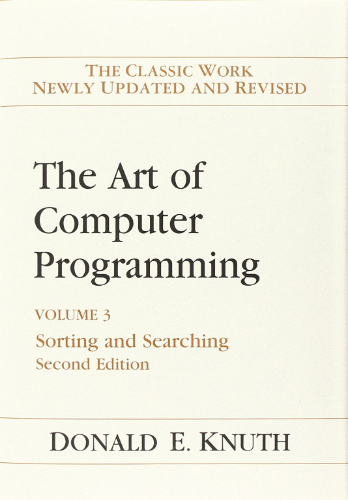 THE CLASSIC WORK
NEWLY UPDATED AND REVISED
The Art of
Computer
Programming
VOLUME 3
Sorting and Searching
Second Edition
DONALD E. KNUTH